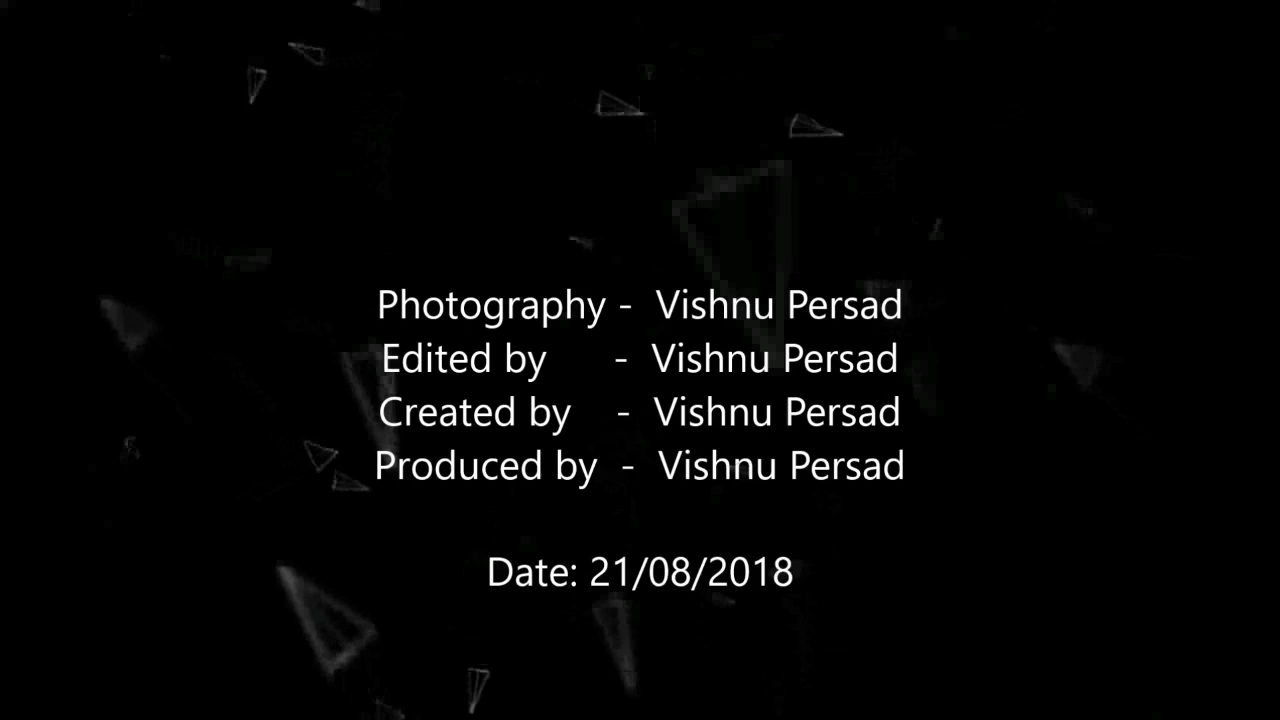 Photography - Vishnu Persad
Edited by - Vishnu Persad
Created by - Vishnu Persad
Produced by - Vishnu Persad
Date: 21/08/2018